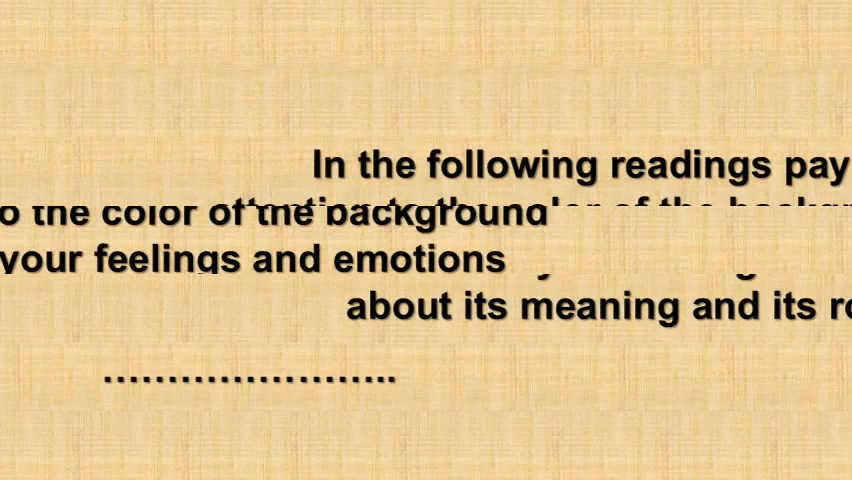 In the following readings pay
the color of the background
your feelings and emotions
about its meaning and its
……………………..